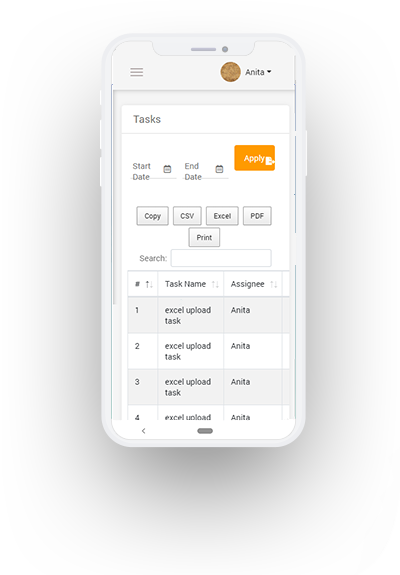 Anita
Tasks
Start
Date
End
Date
Apply
Copy
CSV
Excel
PDF
Print
Search:
# Task Name Assignee
1 excel upload Anita
task
2 excel upload Anita
task
3 excel upload Anita
task
4 excel upload Anita